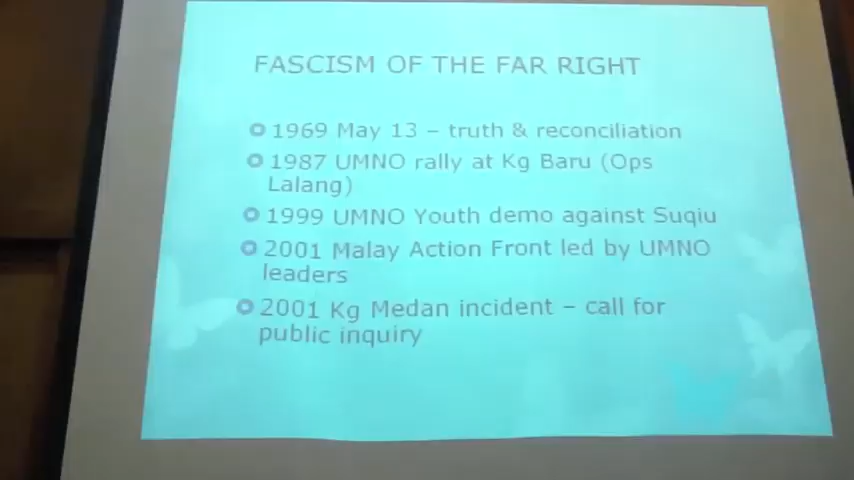 FASCISM OF THE FAR RIGHT
1969 May 13 – truth & reconciliation
1987 UMNO rally at Kg Baru (Ops
Lalang)
1999 UMNO Youth demo against Suqiu
2001 Malay Action Front led by UMNO
leaders
2001 Kg Medan incident – call for
public inquiry